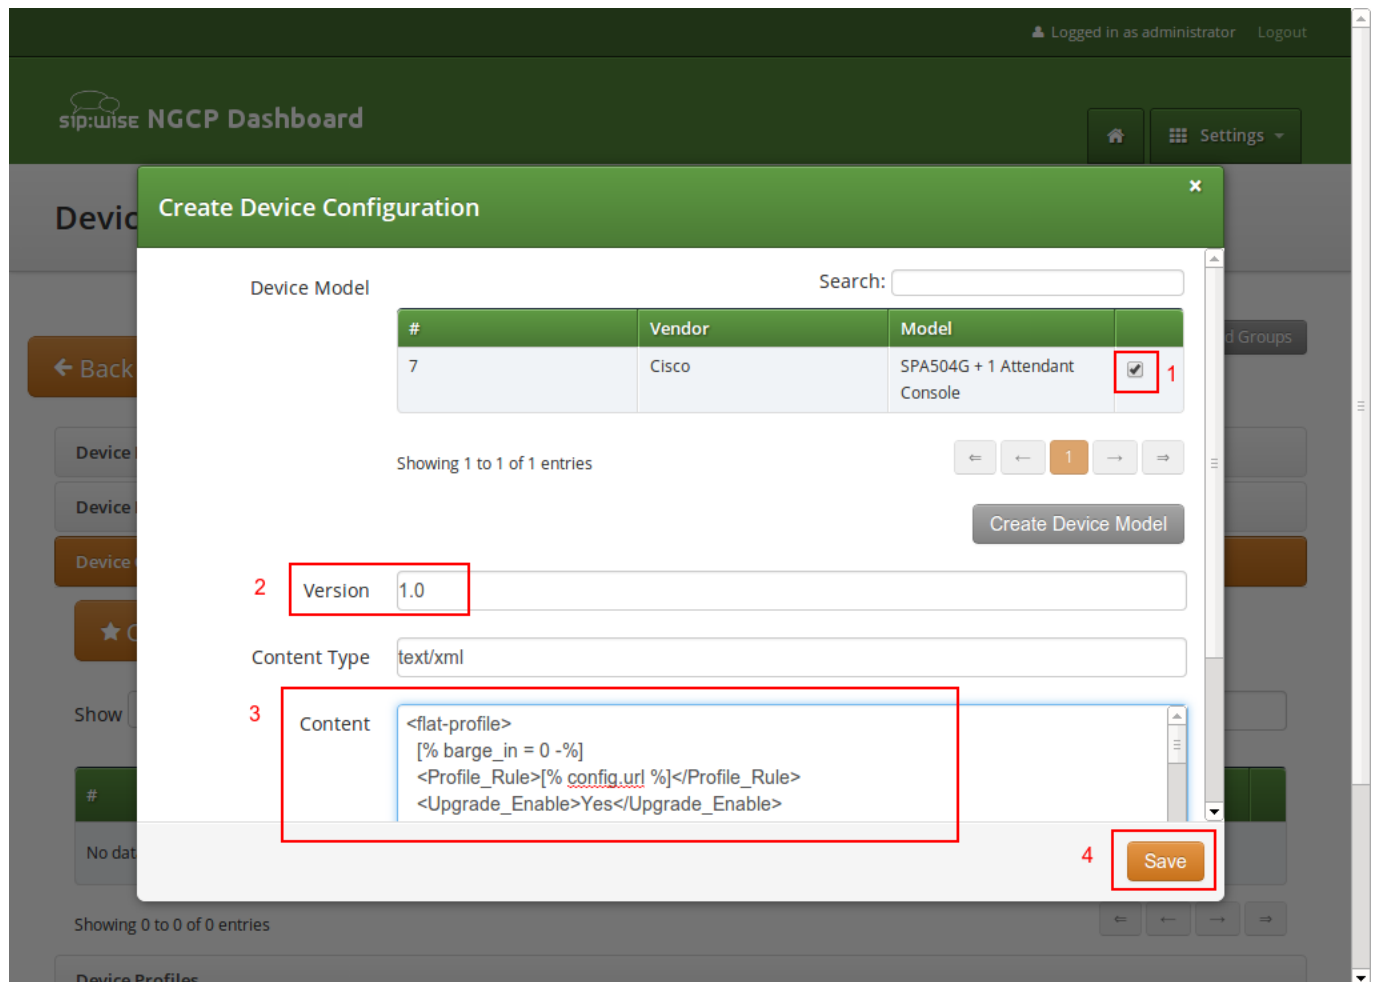 Logged in as administrator Logout
sip:wise NGCP Dashboard
Settings
Create Device Configuration
×
Devic
Device Model
Search:
# Vendor Model
7 Cisco SPA504G + 1 Attendant Console
1
d Groups
Back
Showing 1 to 1 of 1 entries
⇐ ← 1 → ⇒
Create Device Model
Device
Device
Device
2 Version 1.0
Content Type text/xml
3 Content
<flat-profile>
[% barge_in = 0 -%]
<Profile_Rule>[% config.url %]</Profile_Rule>
<Upgrade_Enable>Yes</Upgrade_Enable>
Show
#
No dat
4 Save
Showing 0 to 0 of 0 entries
⇐ ← → ⇒
Device Profiles